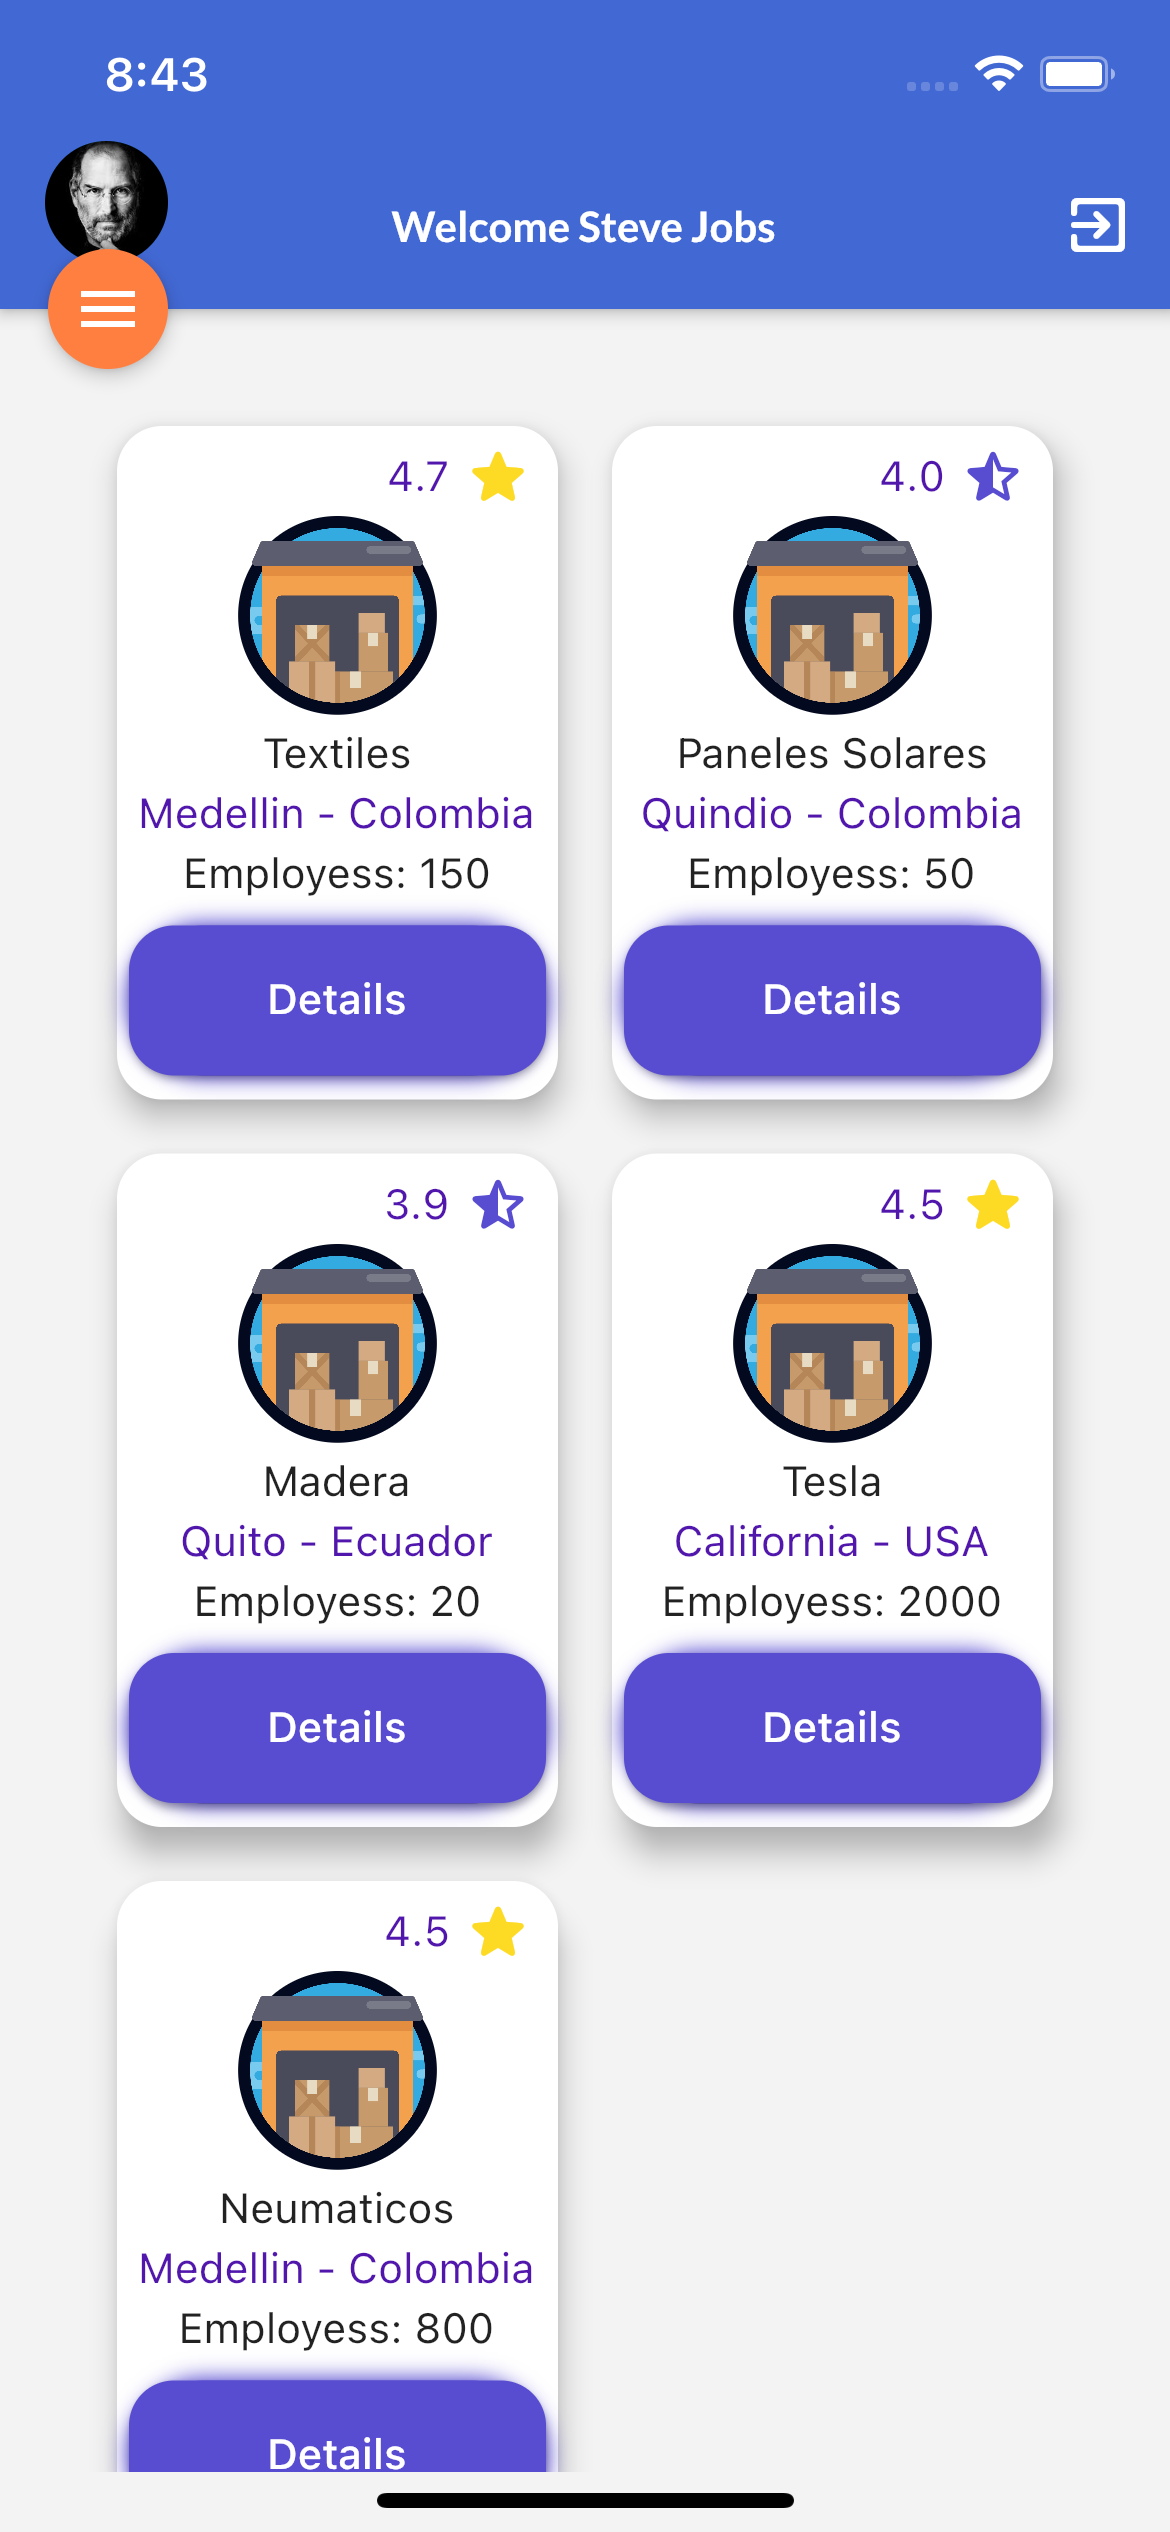 8:43
Welcome Steve Jobs
4.7
Textiles
Medellin - Colombia
Employess: 150
Details
4.0
Paneles Solares
Quindio - Colombia
Employess: 50
Details
3.9
Madera
Quito - Ecuador
Employess: 20
Details
4.5
Tesla
California - USA
Employess: 2000
Details
4.5
Neumaticos
Medellin - Colombia
Employess: 800
Details